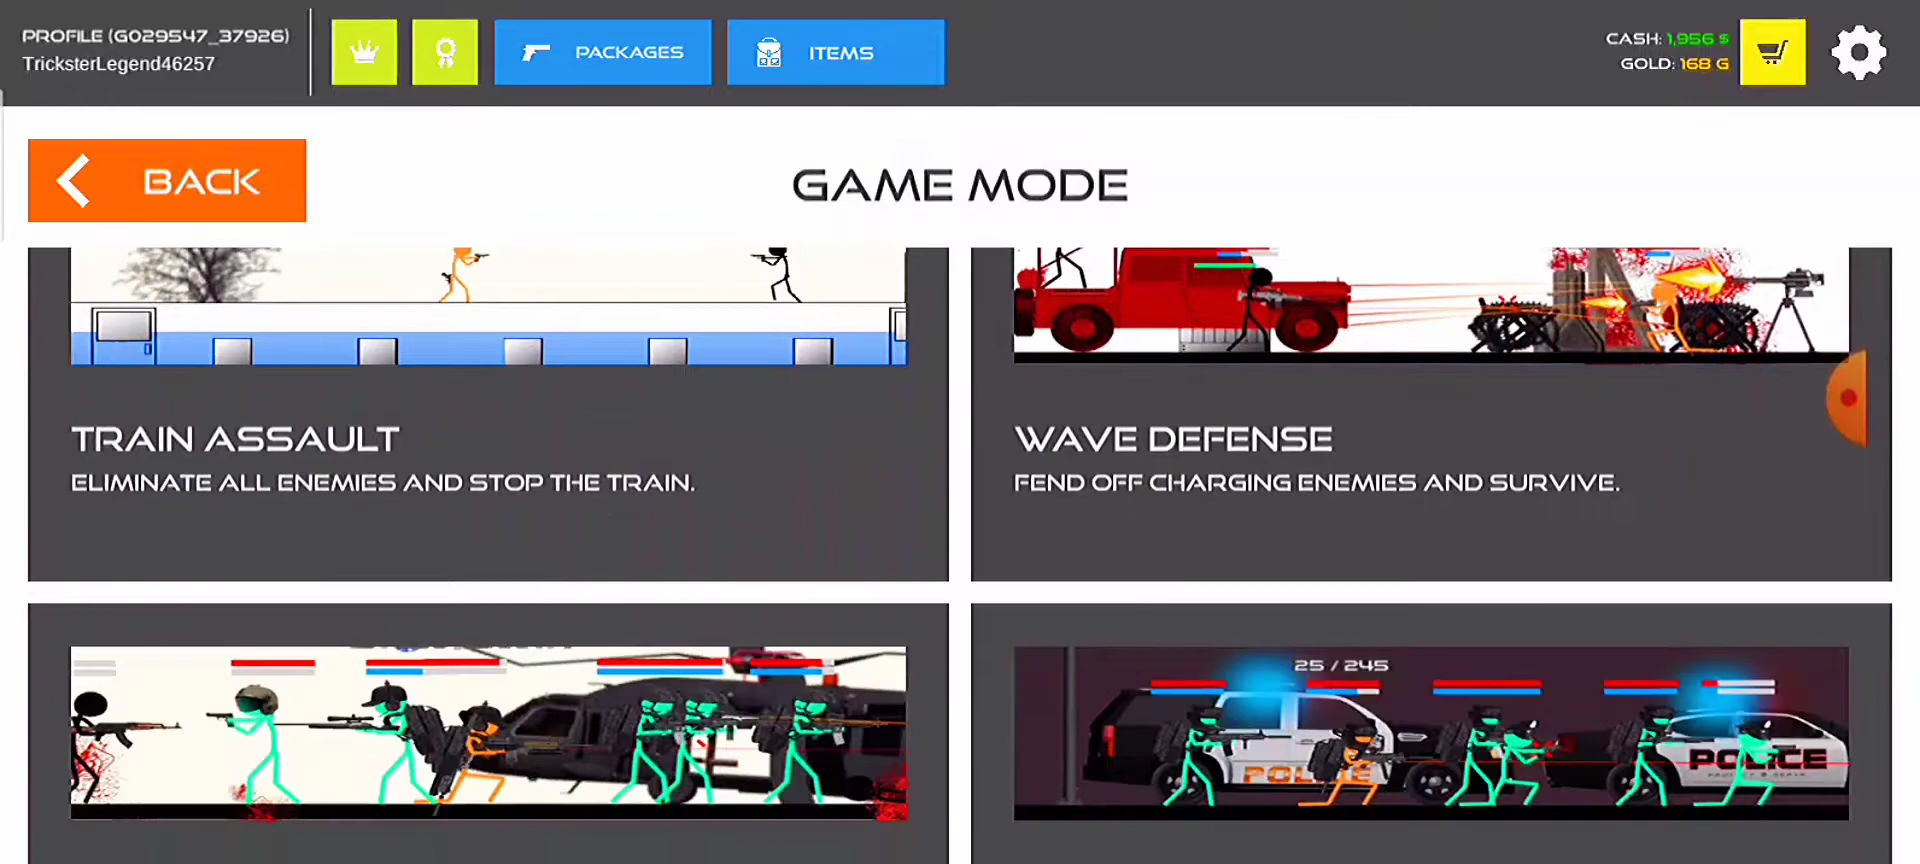 PROFILE (G029547_37926)
TricksterLegend46257
PACKAGES
ITEMS
CASH: 1,956 $
GOLD: 168 G
BACK
GAME MODE
TRAIN ASSAULT
ELIMINATE ALL ENEMIES AND STOP THE TRAIN.
WAVE DEFENSE
FEND OFF CHARGING ENEMIES AND SURVIVE.
25 / 245
POLICE
POLICE